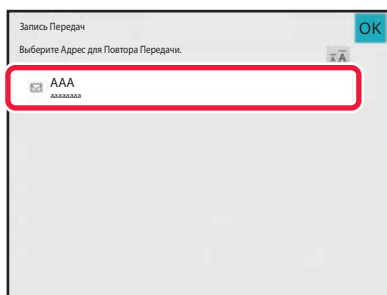 Запись Передач
OK
Выберите Адрес для Повтора Передачи.
AAA
aaaaaaaa